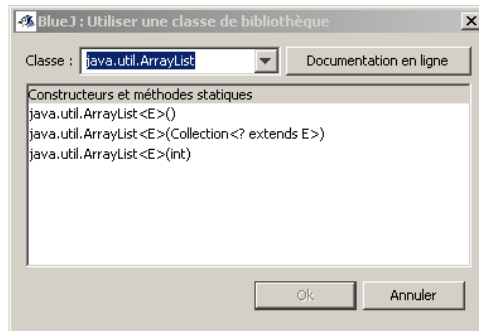 BlueJ : Utiliser une classe de bibliothèque
Classe : java.util.ArrayList Documentation en ligne
Constructeurs et méthodes statiques
java.util.ArrayList<E>()
java.util.ArrayList<E>(Collection<? extends E>)
java.util.ArrayList<E>(int)
Ok Annuler